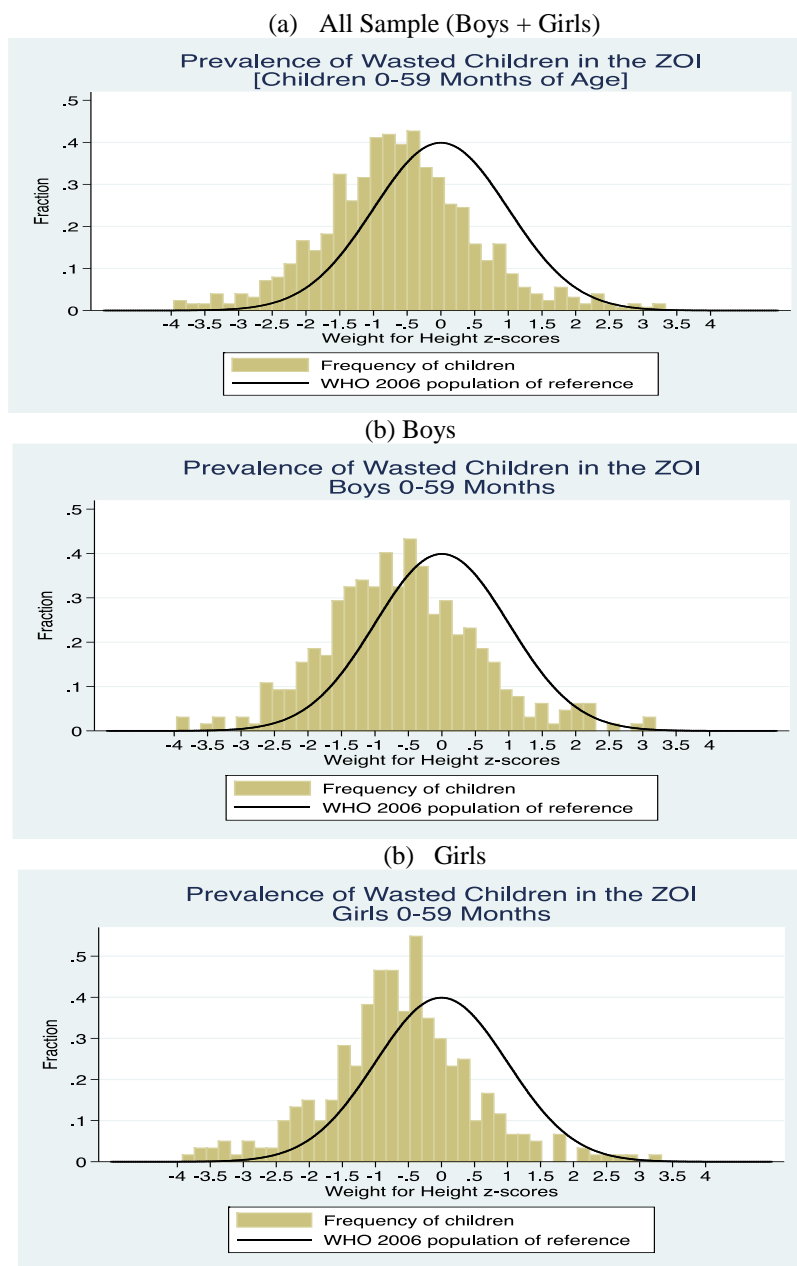 (a) All Sample (Boys + Girls)
Prevalence of Wasted Children in the ZOI
[Children 0-59 Months of Age]
.5
.4
.3
.2
.1
0
Fraction
-4 -3.5 -3 -2.5 -2 -1.5 -1 -.5 0 .5 1 1.5 2 2.5 3 3.5 4
Weight for Height z-scores
Frequency of children
WHO 2006 population of reference
(b) Boys
Prevalence of Wasted Children in the ZOI
Boys 0-59 Months
.5
.4
.3
.2
.1
0
Fraction
-4 -3.5 -3 -2.5 -2 -1.5 -1 -.5 0 .5 1 1.5 2 2.5 3 3.5 4
Weight for Height z-scores
Frequency of children
WHO 2006 population of reference
(b) Girls
Prevalence of Wasted Children in the ZOI
Girls 0-59 Months
.5
.4
.3
.2
.1
0
Fraction
-4 -3.5 -3 -2.5 -2 -1.5 -1 -.5 0 .5 1 1.5 2 2.5 3 3.5 4
Weight for Height z-scores
Frequency of children
WHO 2006 population of reference